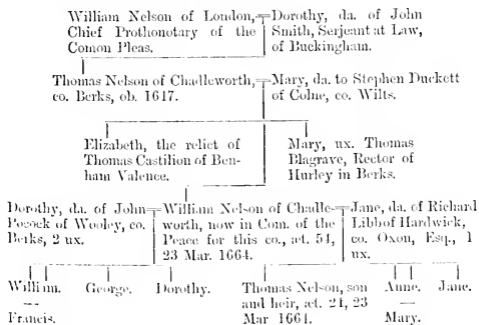 William Nelson of London, Dorothy, da. of John
Chief Prothonotary of the Smith, Serjeant at Law,
Comon Pleas. of Buckingham.
Thomas Nelson of Chadleworth, Mary, da. to Stephen Duckett
co. Berks, ob. 1617. of Colne, co. Wilts.
Elizabeth, the relict of Mary, ux. Thomas
Thomas Castilion of Ben- Blagrave, Rector of
ham Valence. Hurley in Berks.
Dorothy, da. of John William Nelson of Chadle- Jane, da. of Richard
Pocock of Wooley, co. worth, now in Com. of the Libb of Hardwick,
Berks, 2 ux. Peace for this co., æt. 54, co. Oxon, Esq., 1
23 Mar. 1664. ux.
William. George. Dorothy. Thomas Nelson, son Anne. Jane.
— and heir, æt. 24, 23 —
Francis. Mar 1664. Mary.